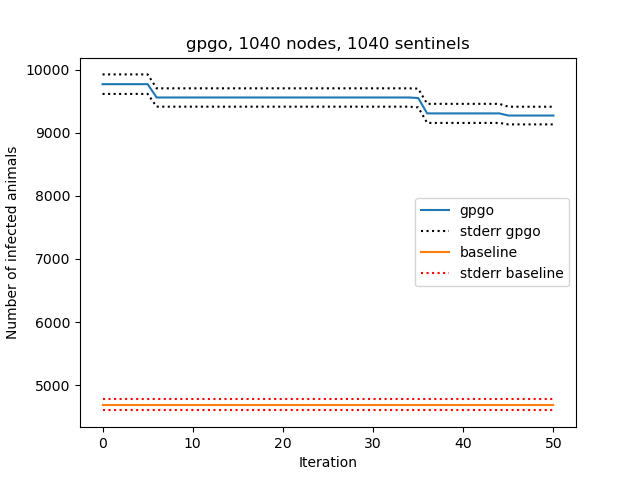 gpgo, 1040 nodes, 1040 sentinels
10000
9000
8000
7000
6000
5000
Number of infected animals
gpgo
stderr gpgo
baseline
stderr baseline
0 10 20 30 40 50
Iteration